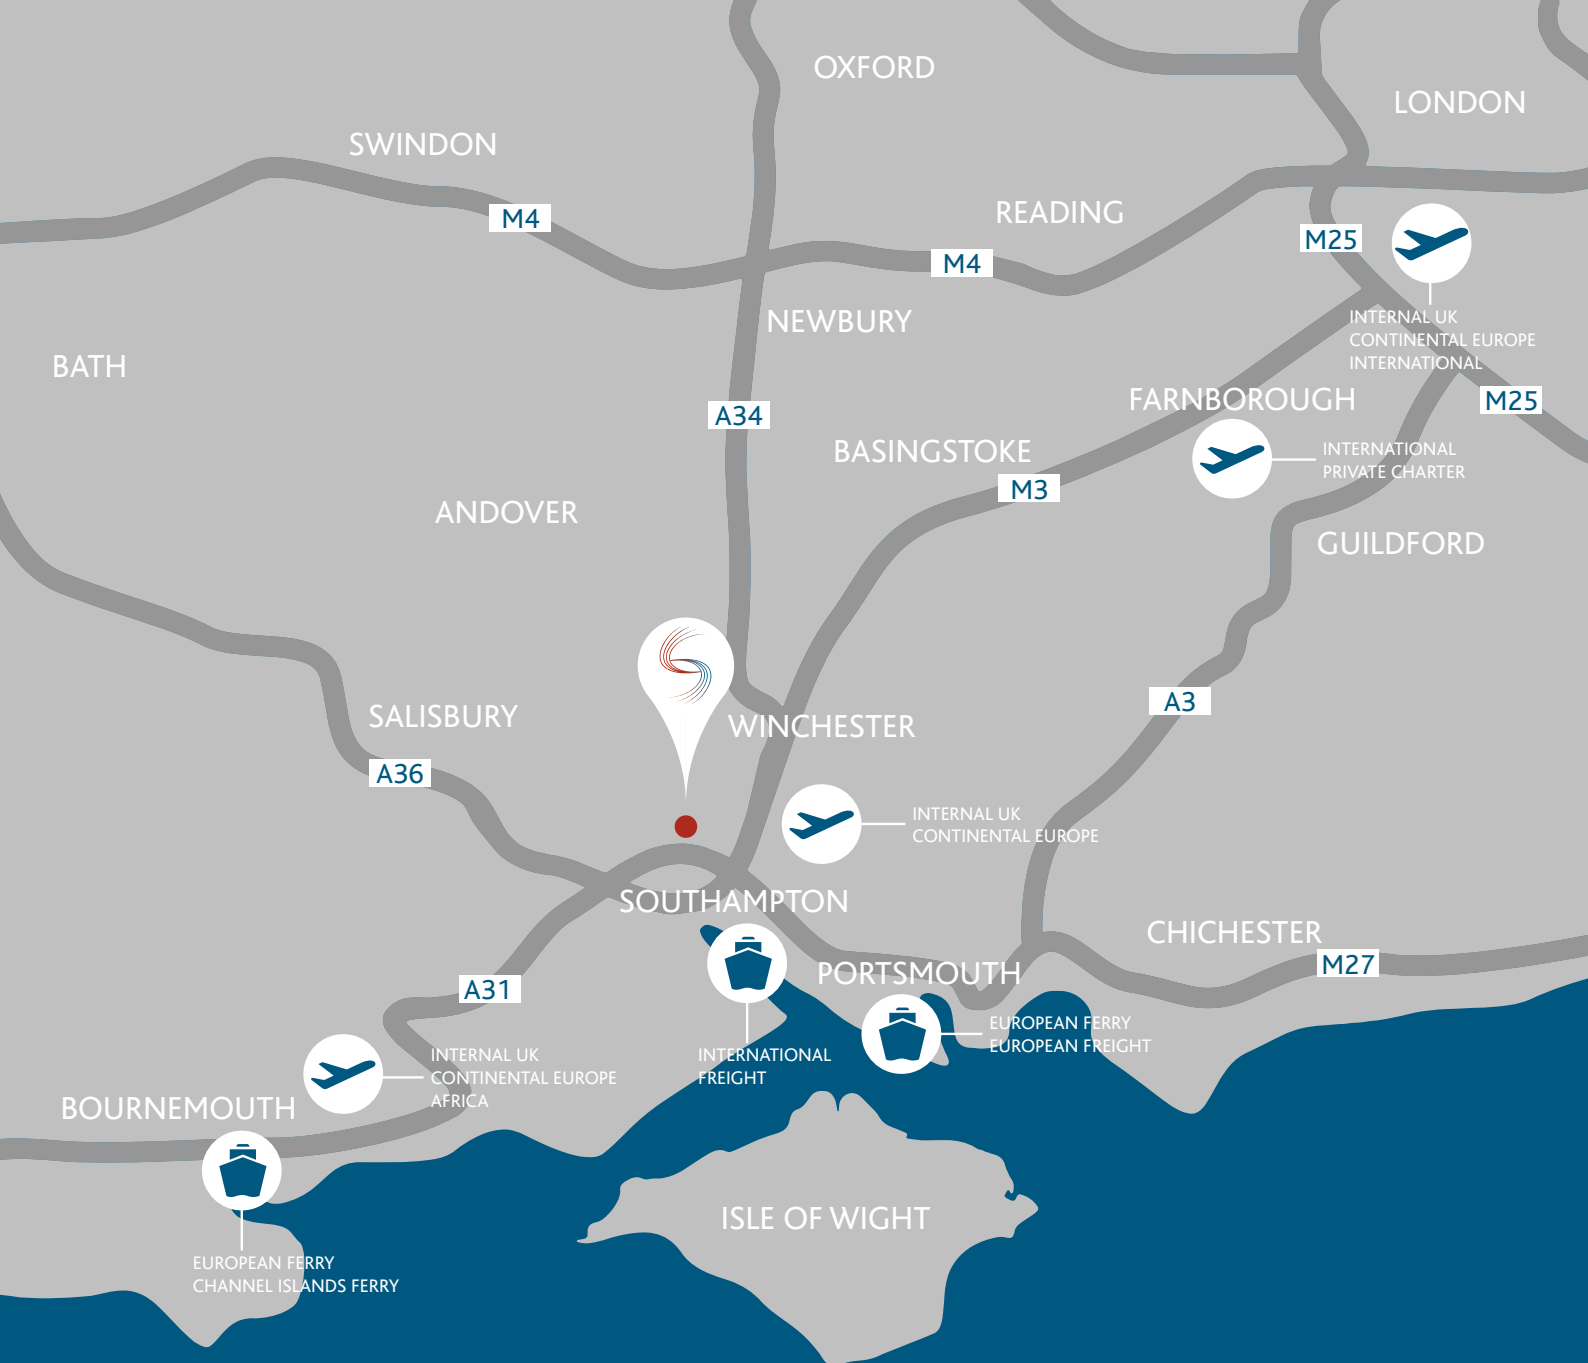 OXFORD
LONDON
SWINDON
READING
M4
M25
M4
NEWBURY
INTERNAL UK
CONTINENTAL EUROPE
INTERNATIONAL
BATH
FARNBOROUGH
M25
A34
BASINGSTOKE
INTERNATIONAL
PRIVATE CHARTER
M3
ANDOVER
GUILDFORD
A3
SALISBURY
WINCHESTER
A36
INTERNAL UK
CONTINENTAL EUROPE
SOUTHAMPTON
CHICHESTER
M27
PORTSMOUTH
A31
EUROPEAN FERRY
EUROPEAN FREIGHT
INTERNAL UK
CONTINENTAL EUROPE
AFRICA
INTERNATIONAL
FREIGHT
BOURNEMOUTH
ISLE OF WIGHT
EUROPEAN FERRY
CHANNEL ISLANDS FERRY